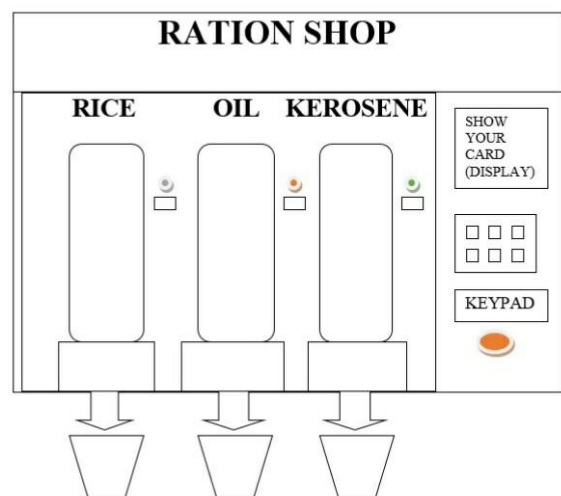 RATION SHOP
RICE OIL KEROSENE
SHOW
YOUR
CARD
(DISPLAY)
KEYPAD